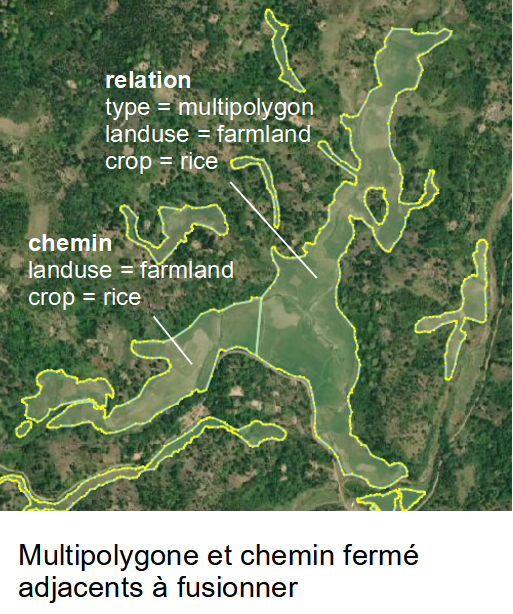 relation
type = multipolygon
landuse = farmland
crop = rice
chemin
landuse = farmland
crop = rice
Multipolygone et chemin fermé
adjacents à fusionner